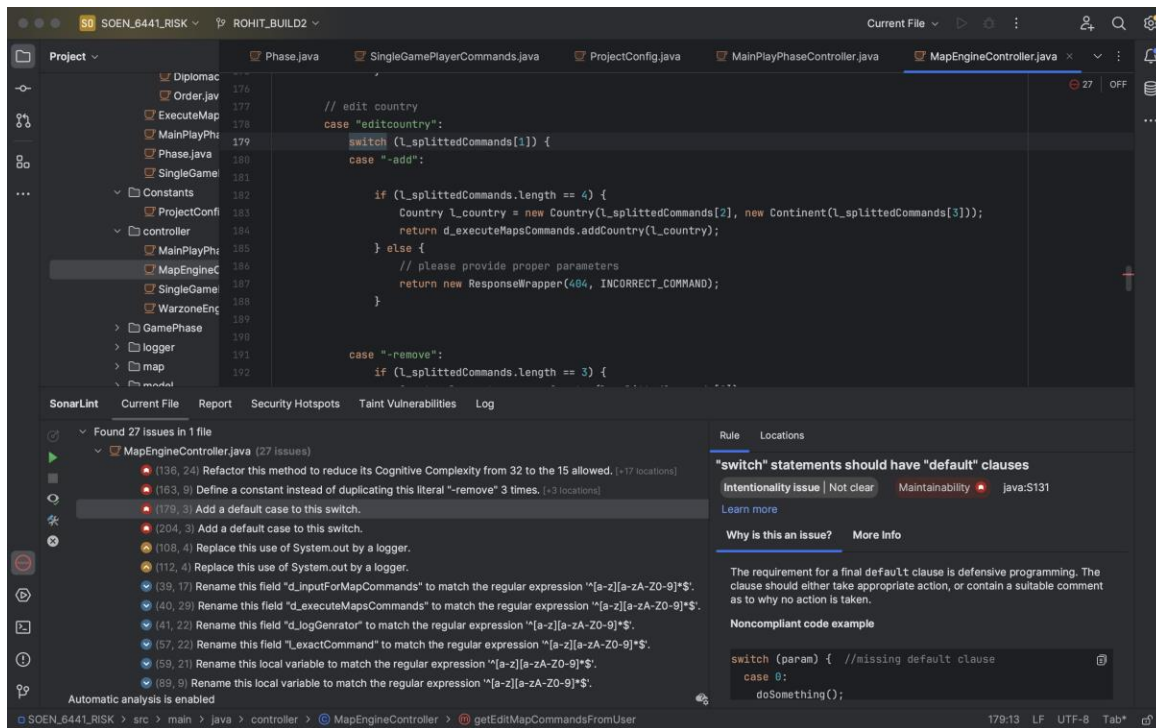 SO SOEN_6441_RISK ROHIT_BUILD2 Current File
Project Phase.java SingleGamePlayerCommands.java ProjectConfig.java MainPlayPhaseController.java MapEngineController.java
Diplomac
Order.jav
ExecuteMap
MainPlayPha
Phase.java
SingleGamel
Constants
ProjectConfi
controller
MainPlayPha
MapEngineC
SingleGamel
WarzoneEng
GamePhase
logger
map
27 OFF
176 }
177 // edit country
178 case "editcountry":
179 switch (l_splittedCommands[1]) {
180 case "-add":
181
182 if (l_splittedCommands.length == 4) {
183 Country l_country = new Country(l_splittedCommands[2], new Continent(l_splittedCommands[3]));
184 return d_executeMapsCommands.addCountry(l_country);
185 } else {
186 // please provide proper parameters
187 return new ResponseWrapper(404, INCORRECT_COMMAND);
188 }
189
190
191 case "-remove":
192 if (l_splittedCommands.length == 3) {
SonarLint Current File Report Security Hotspots Taint Vulnerabilities Log
Found 27 issues in 1 file
MapEngineController.java (27 issues)
(136, 24) Refactor this method to reduce its Cognitive Complexity from 32 to the 15 allowed. [+17 locations]
(163, 9) Define a constant instead of duplicating this literal "-remove" 3 times. [+3 locations]
(179, 3) Add a default case to this switch.
(204, 3) Add a default case to this switch.
(108, 4) Replace this use of System.out by a logger.
(112, 4) Replace this use of System.out by a logger.
(39, 17) Rename this field "d_inputForMapCommands" to match the regular expression '^[a-z][a-zA-Z0-9]*$'.
(40, 29) Rename this field "d_executeMapsCommands" to match the regular expression '^[a-z][a-zA-Z0-9]*$'.
(41, 22) Rename this field "d_logGenrator" to match the regular expression '^[a-z][a-zA-Z0-9]*$'.
(57, 22) Rename this field "l_exactCommand" to match the regular expression '^[a-z][a-zA-Z0-9]*$'.
(59, 21) Rename this local variable to match the regular expression '^[a-z][a-zA-Z0-9]*$'.
(89, 9) Rename this local variable to match the regular expression '^[a-z][a-zA-Z0-9]*$'.
Automatic analysis is enabled
Rule Locations
"switch" statements should have "default" clauses
Intentionality issue | Not clear Maintainability java:S131
Learn more
Why is this an issue? More Info
The requirement for a final default clause is defensive programming. The
clause should either take appropriate action, or contain a suitable comment
as to why no action is taken.
Noncompliant code example
switch (param) { //missing default clause
case 0:
doSomething();
SOEN_6441_RISK > src > main > java > controller > MapEngineController > getEditMapCommandsFromUser 179:13 LF UTF-8 Tab*